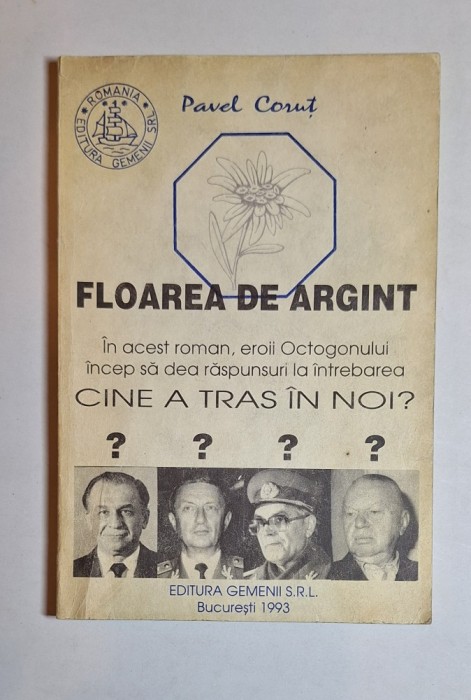 ROMANIA
EDITURA GEMENII SRL
Pavel Coruț
FLOAREA DE ARGINT
În acest roman, eroii Octogonului
încep să dea răspunsuri la întrebarea
CINE A TRAS ÎN NOI?
? ? ? ?
EDITURA GEMENII S.R.L.
București 1993